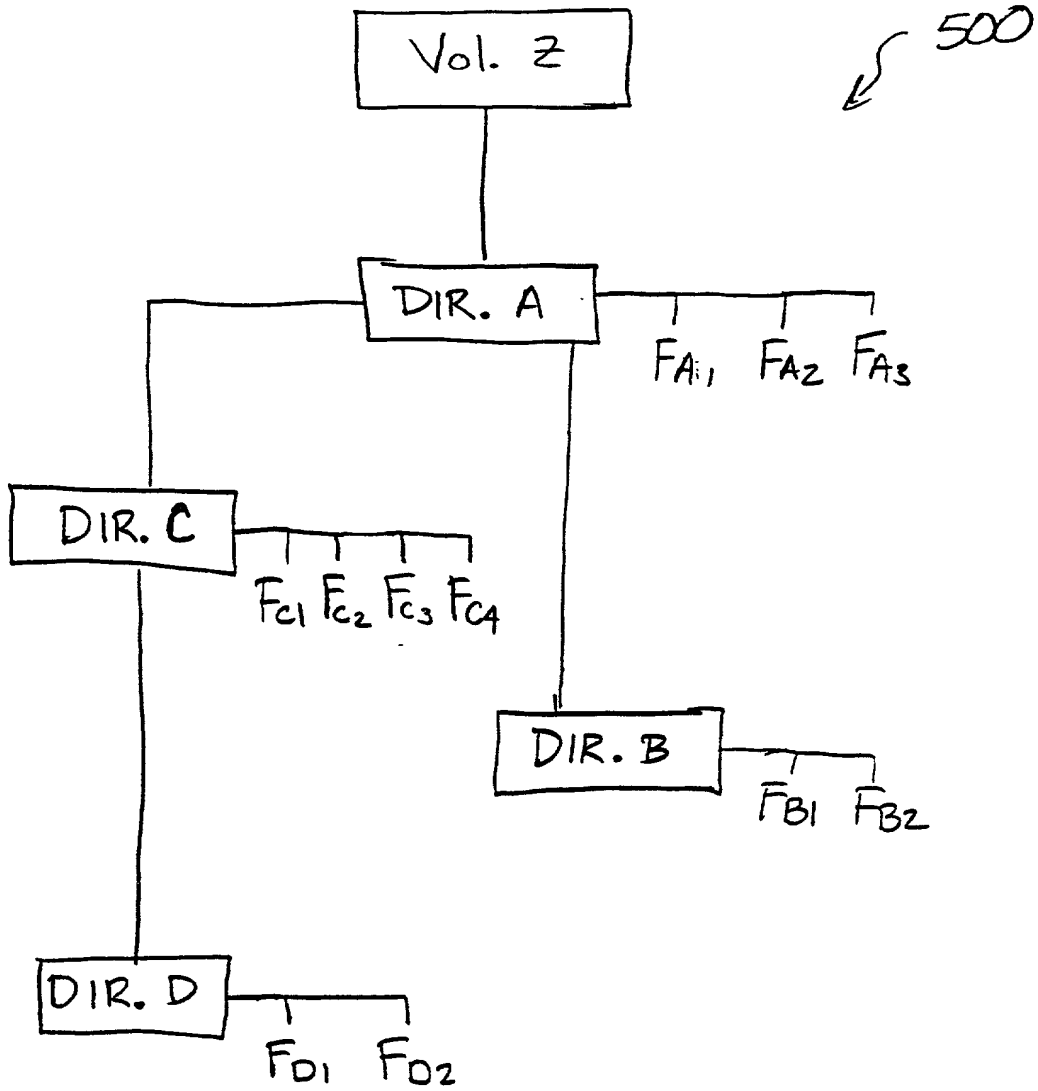 500
Vol. Z
DIR. A
FA1 FA2 FA3
DIR. C
FC1 FC2 FC3 FC4
DIR. B
FB1 FB2
DIR. D
FD1 FD2